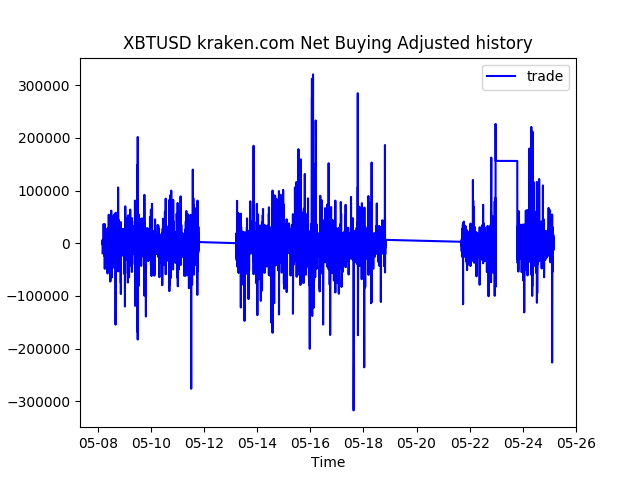 XBTUSD kraken.com Net Buying Adjusted history
trade
300000
200000
100000
0
−100000
−200000
−300000
05-08 05-10 05-12 05-14 05-16 05-18 05-20 05-22 05-24 05-26
Time